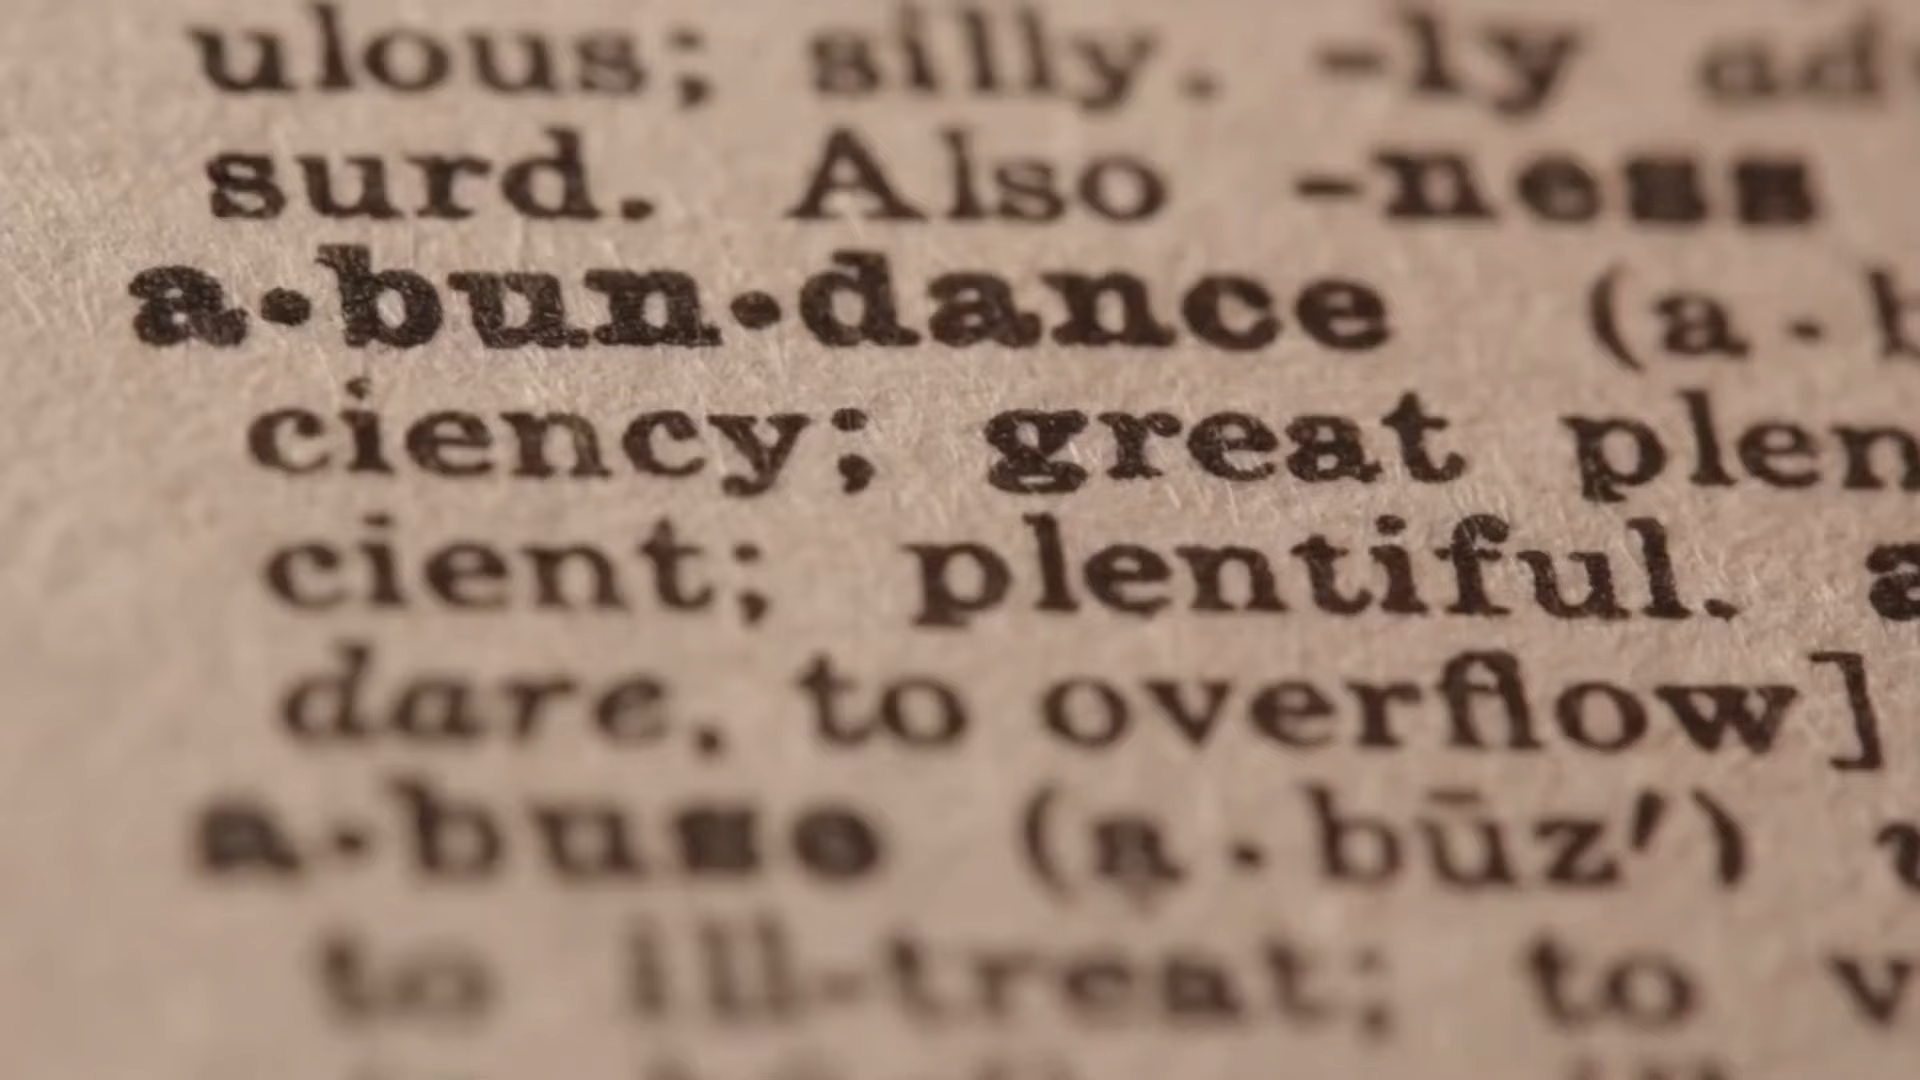 ulous; silly. -ly ad
surd. Also -ness
a·bun·dance (a·b
ciency; great plen
cient; plentiful. a
dare, to overflow]
a·buse (a·būz′) v
to ill-treat; to v